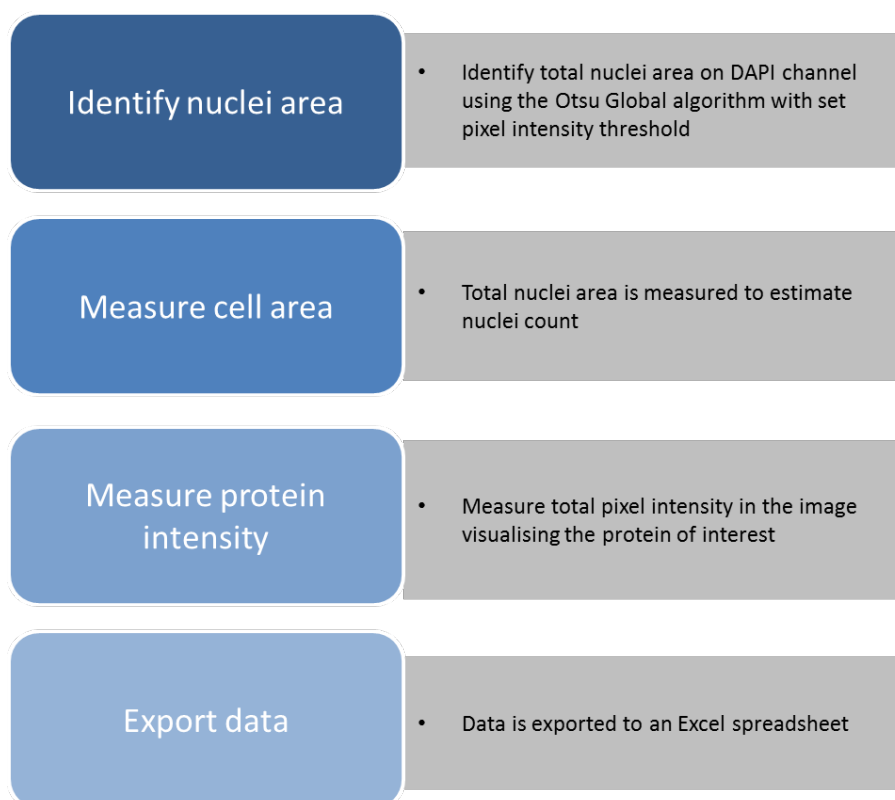 Identify nuclei area
• Identify total nuclei area on DAPI channel
using the Otsu Global algorithm with set
pixel intensity threshold
Measure cell area
• Total nuclei area is measured to estimate
nuclei count
Measure protein
intensity
• Measure total pixel intensity in the image
visualising the protein of interest
Export data
• Data is exported to an Excel spreadsheet